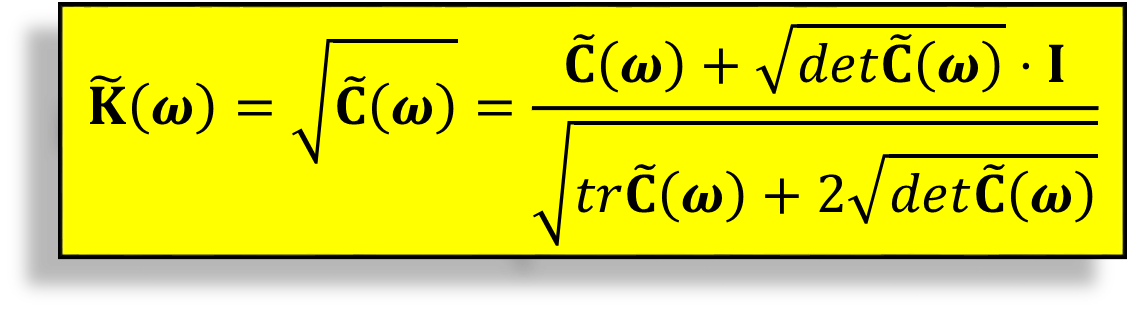 K̃(ω) = √C̃(ω) = (C̃(ω) + √(detC̃(ω)) · I) / √(trC̃(ω) + 2√(detC̃(ω)))